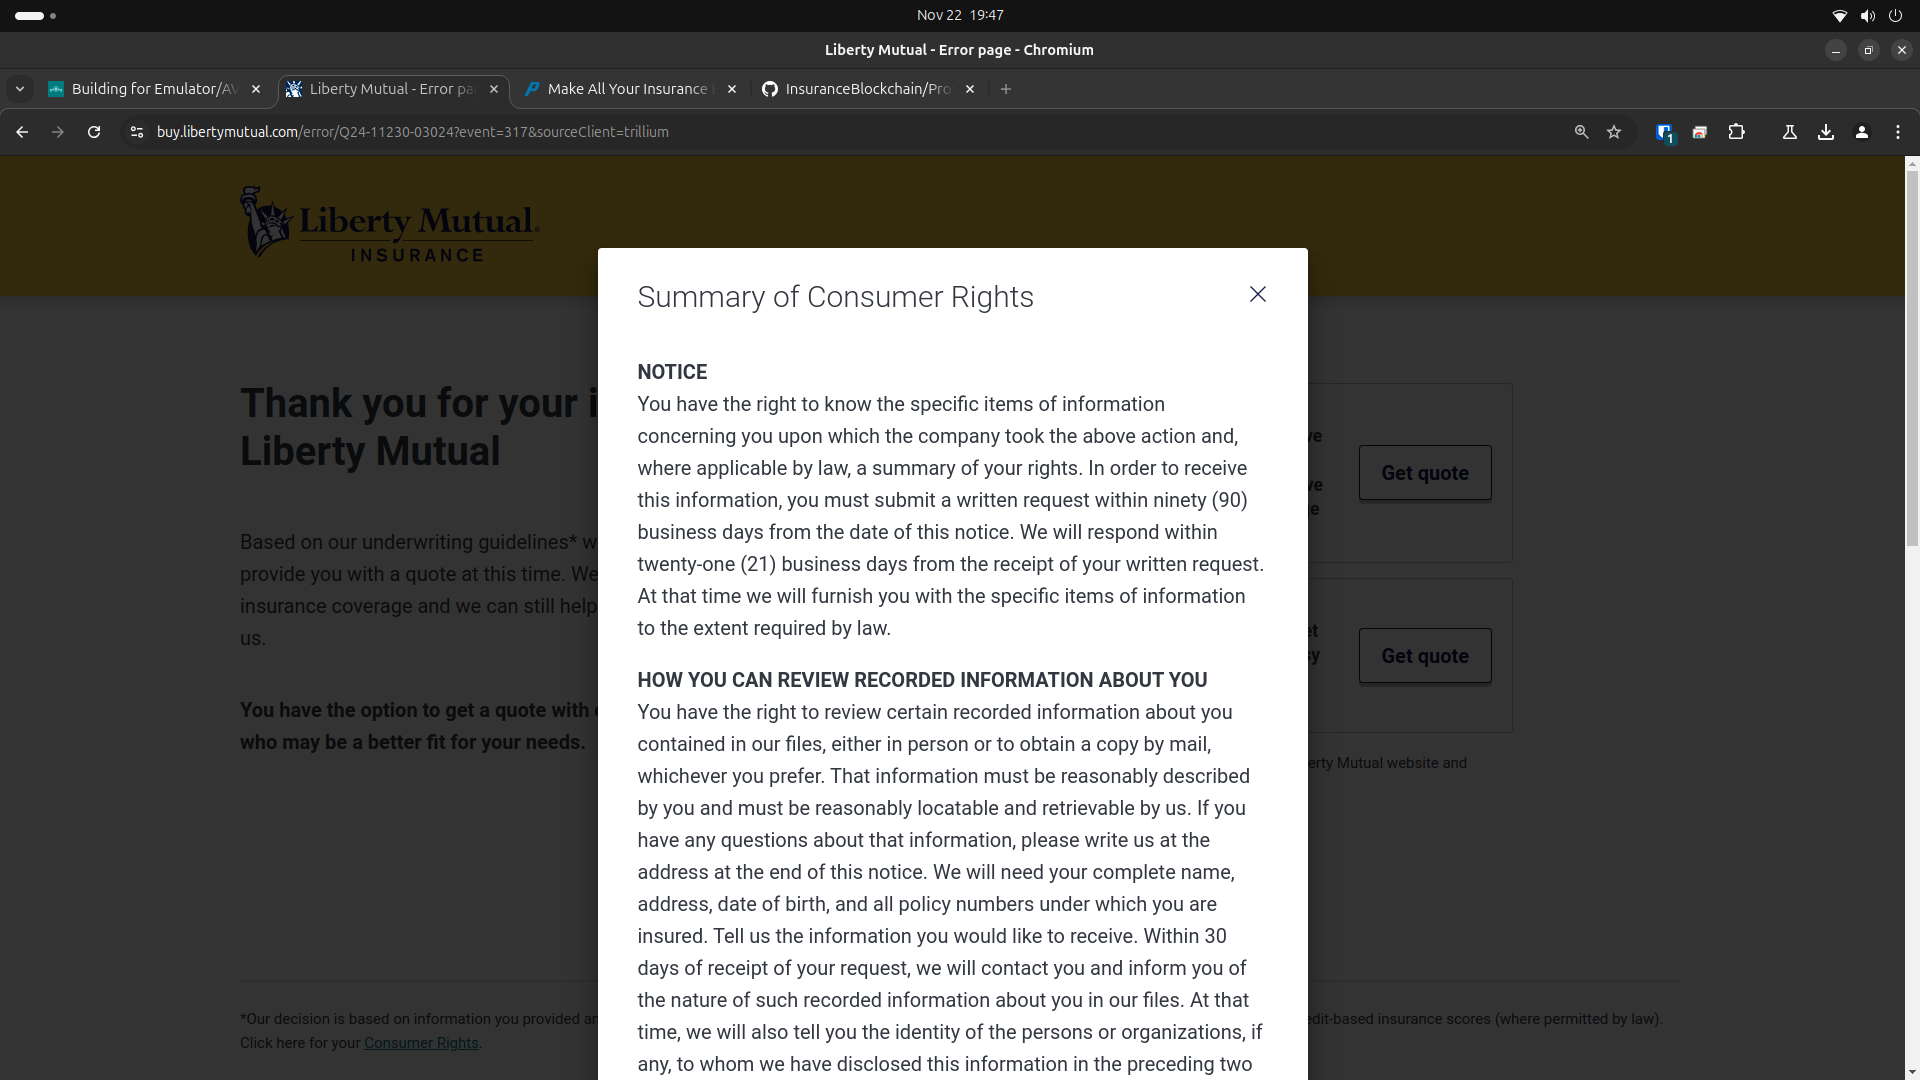 Nov 22 19:47
Liberty Mutual - Error page - Chromium
Building for Emulator/AV
Liberty Mutual - Error pa
Make All Your Insurance
InsuranceBlockchain/Pro
buy.libertymutual.com/error/Q24-11230-03024?event=317&sourceClient=trillium
1
Liberty Mutual.
INSURANCE
Summary of Consumer Rights
NOTICE
You have the right to know the specific items of information
concerning you upon which the company took the above action and,
where applicable by law, a summary of your rights. In order to receive
this information, you must submit a written request within ninety (90)
business days from the date of this notice. We will respond within
twenty-one (21) business days from the receipt of your written request.
At that time we will furnish you with the specific items of information
to the extent required by law.
HOW YOU CAN REVIEW RECORDED INFORMATION ABOUT YOU
You have the right to review certain recorded information about you
contained in our files, either in person or to obtain a copy by mail,
whichever you prefer. That information must be reasonably described
by you and must be reasonably locatable and retrievable by us. If you
have any questions about that information, please write us at the
address at the end of this notice. We will need your complete name,
address, date of birth, and all policy numbers under which you are
insured. Tell us the information you would like to receive. Within 30
days of receipt of your request, we will contact you and inform you of
the nature of such recorded information about you in our files. At that
time, we will also tell you the identity of the persons or organizations, if
any, to whom we have disclosed this information in the preceding two
Thank you for your i
Liberty Mutual
Based on our underwriting guidelines* w
provide you with a quote at this time. We
insurance coverage and we can still help
us.
You have the option to get a quote with
who may be a better fit for your needs.
Get quote
Get quote
erty Mutual website and
*Our decision is based on information you provided an
edit-based insurance scores (where permitted by law).
Click here for your Consumer Rights.